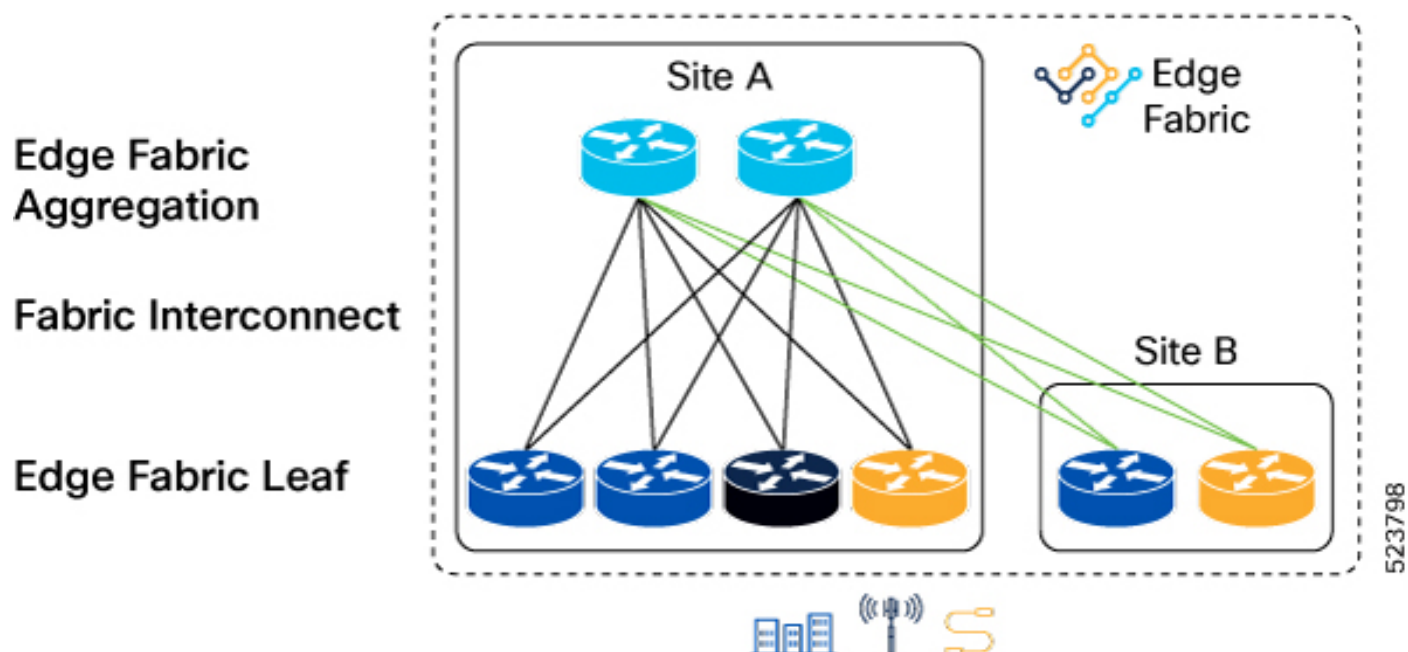 Site A
Edge
Fabric
Edge Fabric
Aggregation
Fabric Interconnect
Site B
Edge Fabric Leaf
523798